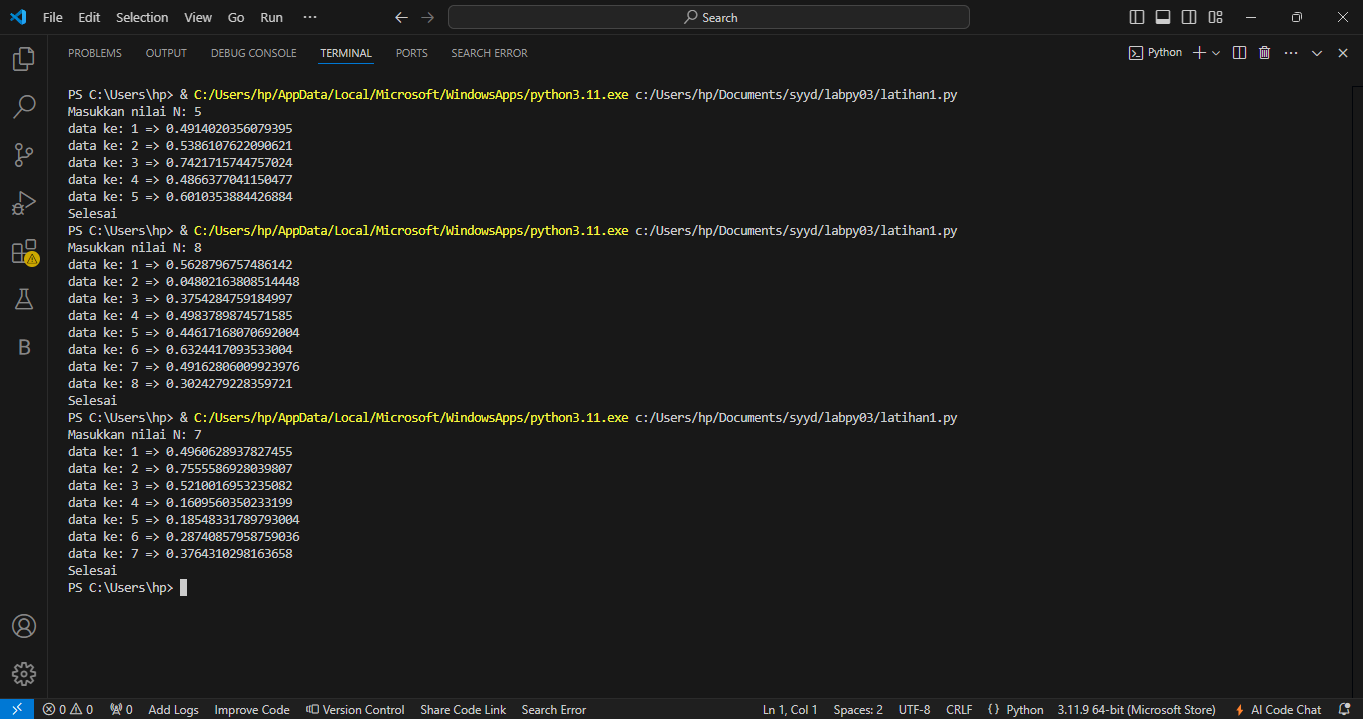 File Edit Selection View Go Run ··· Search
PROBLEMS OUTPUT DEBUG CONSOLE TERMINAL PORTS SEARCH ERROR Python
PS C:\Users\hp> & C:/Users/hp/AppData/Local/Microsoft/WindowsApps/python3.11.exe c:/Users/hp/Documents/syyd/labpy03/latihan1.py
Masukkan nilai N: 5
data ke: 1 => 0.4914020356079395
data ke: 2 => 0.5386107622090621
data ke: 3 => 0.7421715744757024
data ke: 4 => 0.4866377041150477
data ke: 5 => 0.6010353884426884
Selesai
PS C:\Users\hp> & C:/Users/hp/AppData/Local/Microsoft/WindowsApps/python3.11.exe c:/Users/hp/Documents/syyd/labpy03/latihan1.py
Masukkan nilai N: 8
data ke: 1 => 0.5628796757486142
data ke: 2 => 0.04802163808514448
data ke: 3 => 0.3754284759184997
data ke: 4 => 0.4983789874571585
data ke: 5 => 0.44617168070692004
data ke: 6 => 0.6324417093533004
data ke: 7 => 0.49162806009923976
data ke: 8 => 0.3024279228359721
Selesai
PS C:\Users\hp> & C:/Users/hp/AppData/Local/Microsoft/WindowsApps/python3.11.exe c:/Users/hp/Documents/syyd/labpy03/latihan1.py
Masukkan nilai N: 7
data ke: 1 => 0.4960628937827455
data ke: 2 => 0.7555586928039807
data ke: 3 => 0.5210016953235082
data ke: 4 => 0.1609560350233199
data ke: 5 => 0.18548331789793004
data ke: 6 => 0.28740857958759036
data ke: 7 => 0.3764310298163658
Selesai
PS C:\Users\hp>
B
0 0 0 Add Logs Improve Code Version Control Share Code Link Search Error Ln 1, Col 1 Spaces: 2 UTF-8 CRLF {} Python 3.11.9 64-bit (Microsoft Store) AI Code Chat